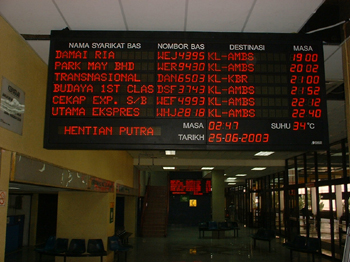 NAMA SYARIKAT BAS NOMBOR BAS DESTINASI MASA
DAMAI RIA WEJ4395 KL-AMBS 19 00
PARK MAY BHD WER9430 KL-AMBS 20 02
TRANSNASIONAL DAM6503 KL-KBR 21 00
BUDAYA 1ST CLAS DSF3743 KL-AMBS 21 52
CEKAP EXP. S/B WEF4993 KL-AMBS 22 12
UTAMA EKSPRES WHJ2818 KL-AMBS 22 40
HENTIAN PUTRA MASA 02 47 SUHU 34°C
TARIKH 25-06-2003